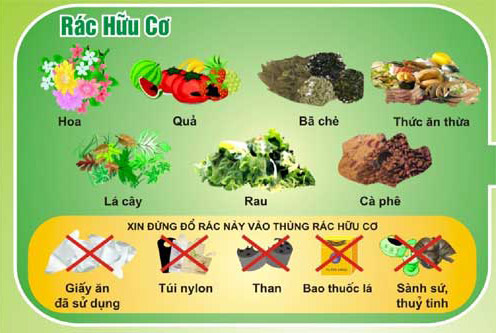 Rác Hữu Cơ
Hoa
Quả
Bã chè
Thức ăn thừa
Lá cây
Rau
Cà phê
XIN ĐỪNG ĐỔ RÁC NÀY VÀO THÙNG RÁC HỮU CƠ
Giấy ăn
đã sử dụng
Túi nylon
Than
Bao thuốc lá
Sành sứ,
thuỷ tinh